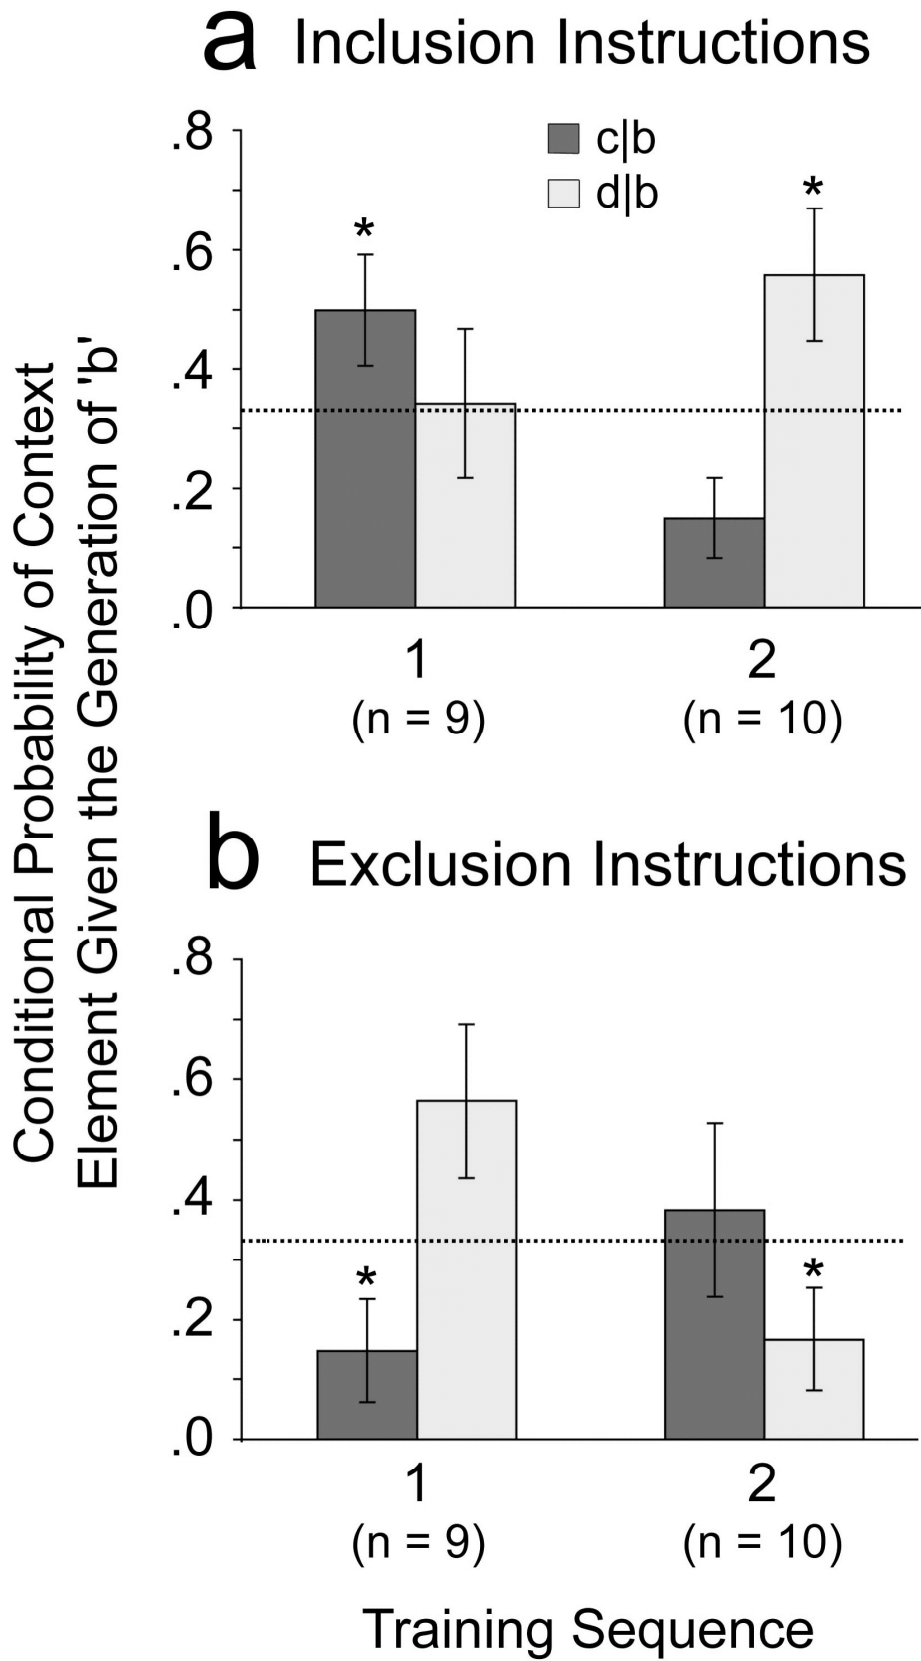 a Inclusion Instructions
.8
.6
.4
.2
.0
c|b
d|b
*
*
1
2
(n = 9)
(n = 10)
Conditional Probability of Context
Element Given the Generation of 'b'
b Exclusion Instructions
.8
.6
.4
.2
.0
*
*
1
2
(n = 9)
(n = 10)
Training Sequence